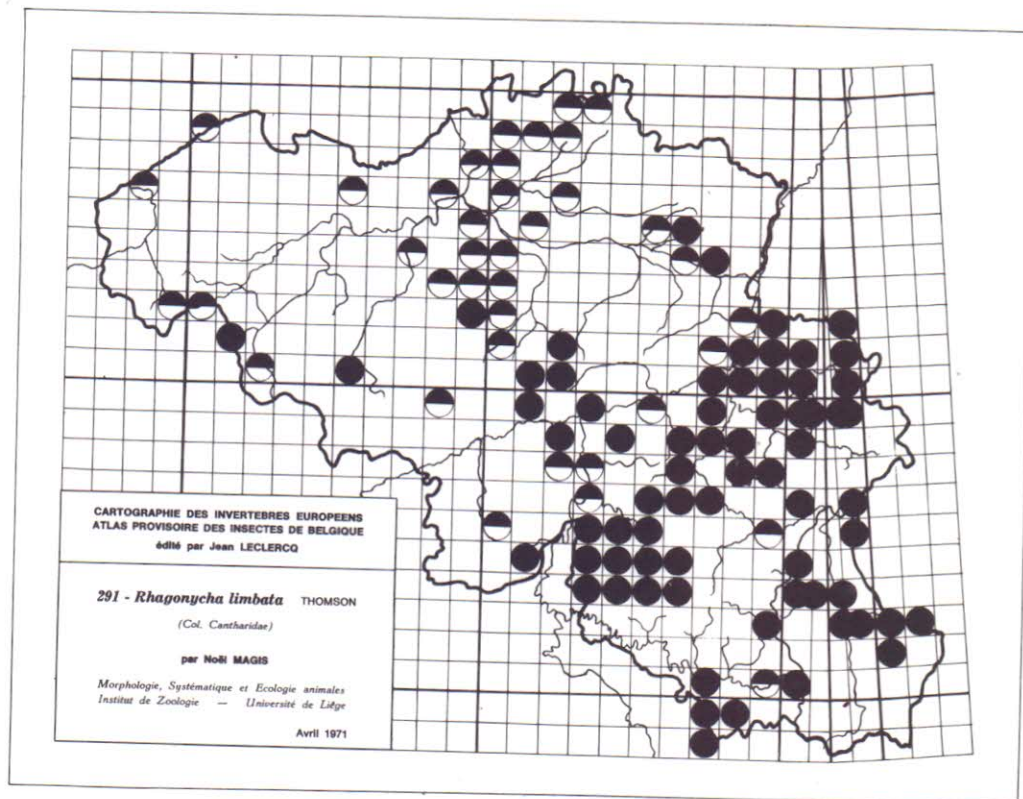 CARTOGRAPHIE DES INVERTEBRES EUROPEENS
ATLAS PROVISOIRE DES INSECTES DE BELGIQUE
édité par Jean LECLERCQ
291 - Rhagonycha limbata THOMSON
(Col. Cantharidae)
par Noël MAGIS
Morphologie, Systématique et Ecologie animales
Institut de Zoologie — Université de Liège
Avril 1971